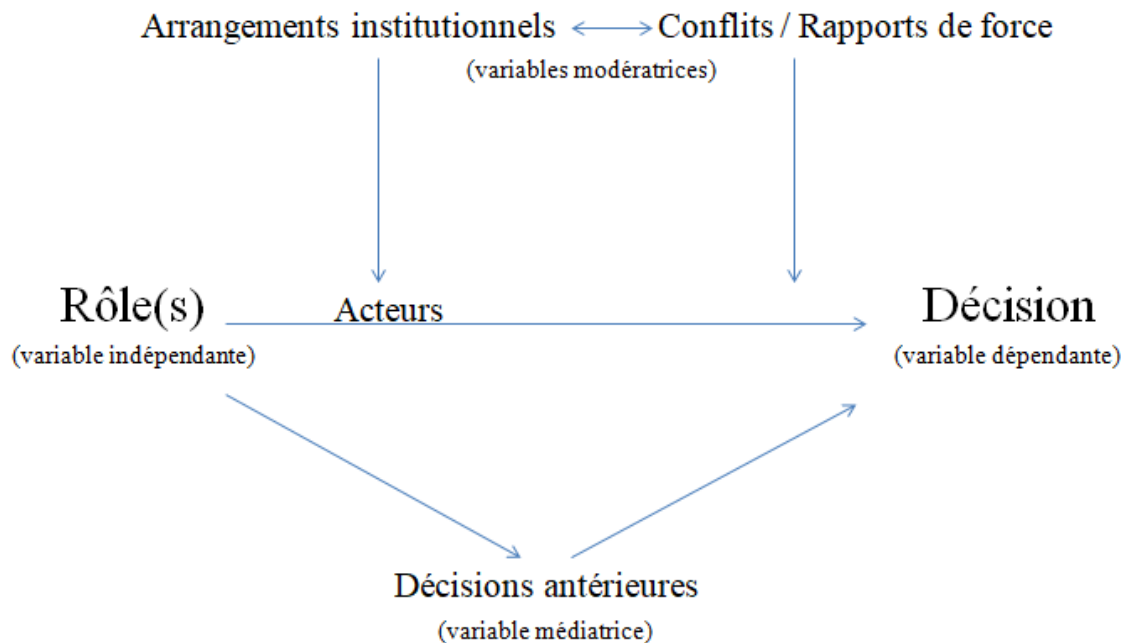 Arrangements institutionnels Conflits / Rapports de force
(variables modératrices)
Rôle(s) Acteurs Décision
(variable indépendante) (variable dépendante)
Décisions antérieures
(variable médiatrice)